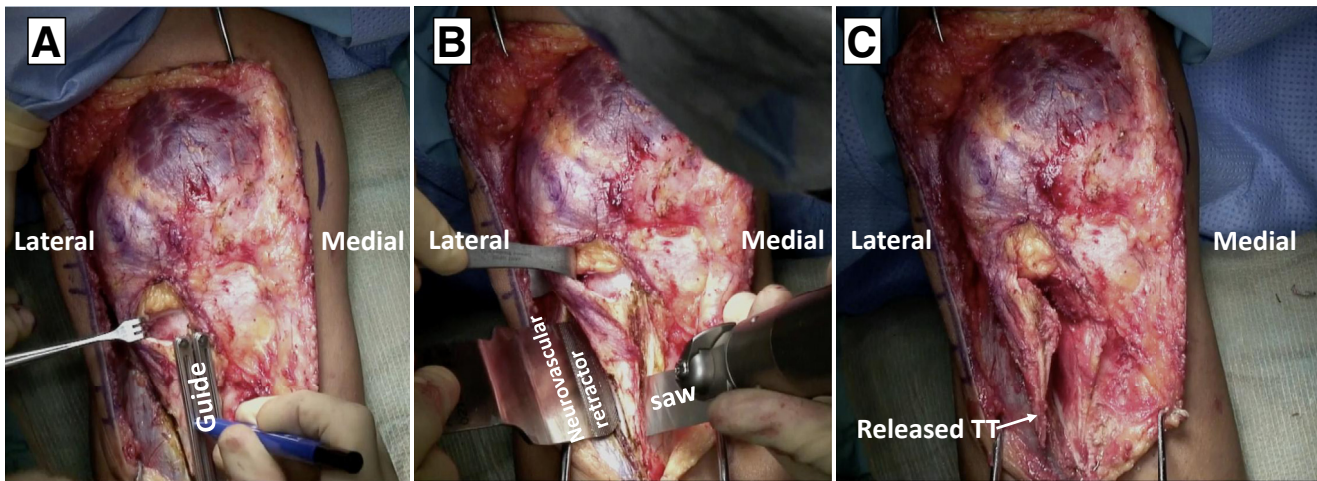 A
Lateral
Medial
Guide
B
Lateral
Medial
Neurovascular
retractor
saw
C
Lateral
Medial
Released TT